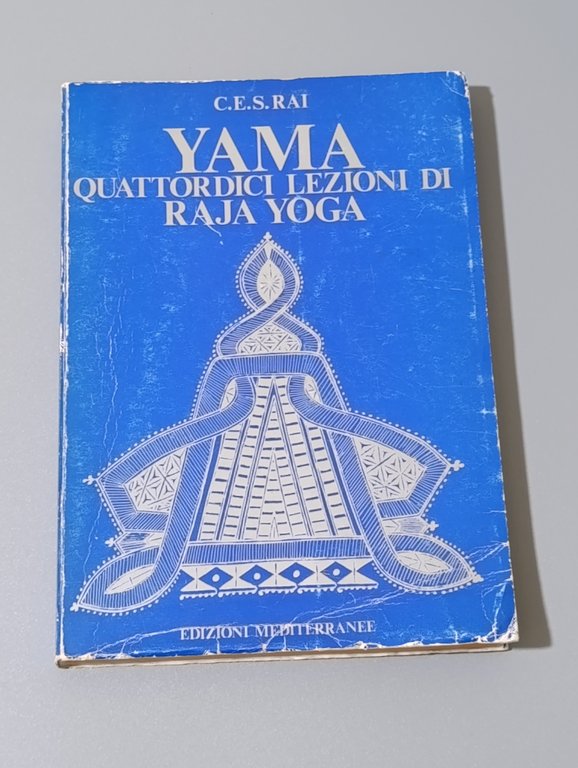 C.E.S. RAI
YAMA
QUATTORDICI LEZIONI DI
RAJA YOGA
EDIZIONI MEDITERRANEE